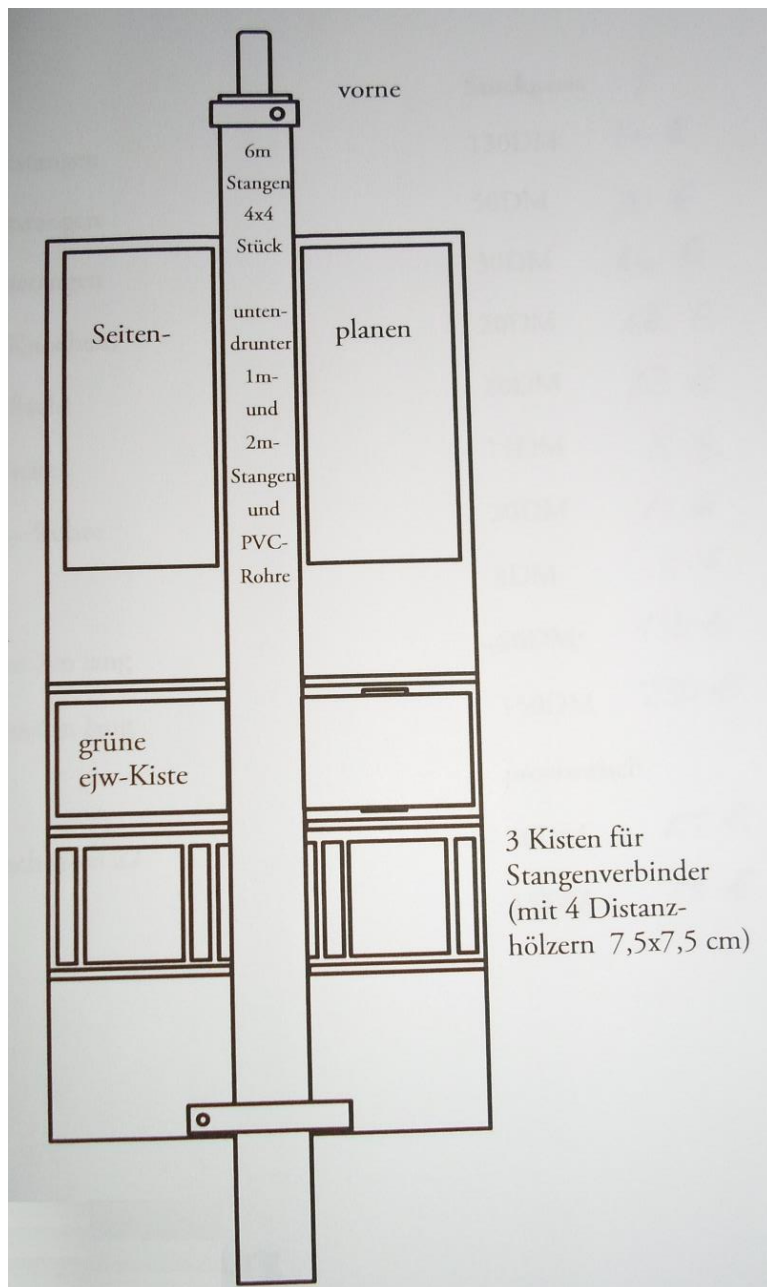 vorne
6m
Stangen
4x4
Stück
unten-
drunter
1m-
und
2m-
Stangen
und
PVC-
Rohre
Seiten-
planen
grüne
ejw-Kiste
3 Kisten für
Stangenverbinder
(mit 4 Distanz-
hölzern 7,5x7,5 cm)